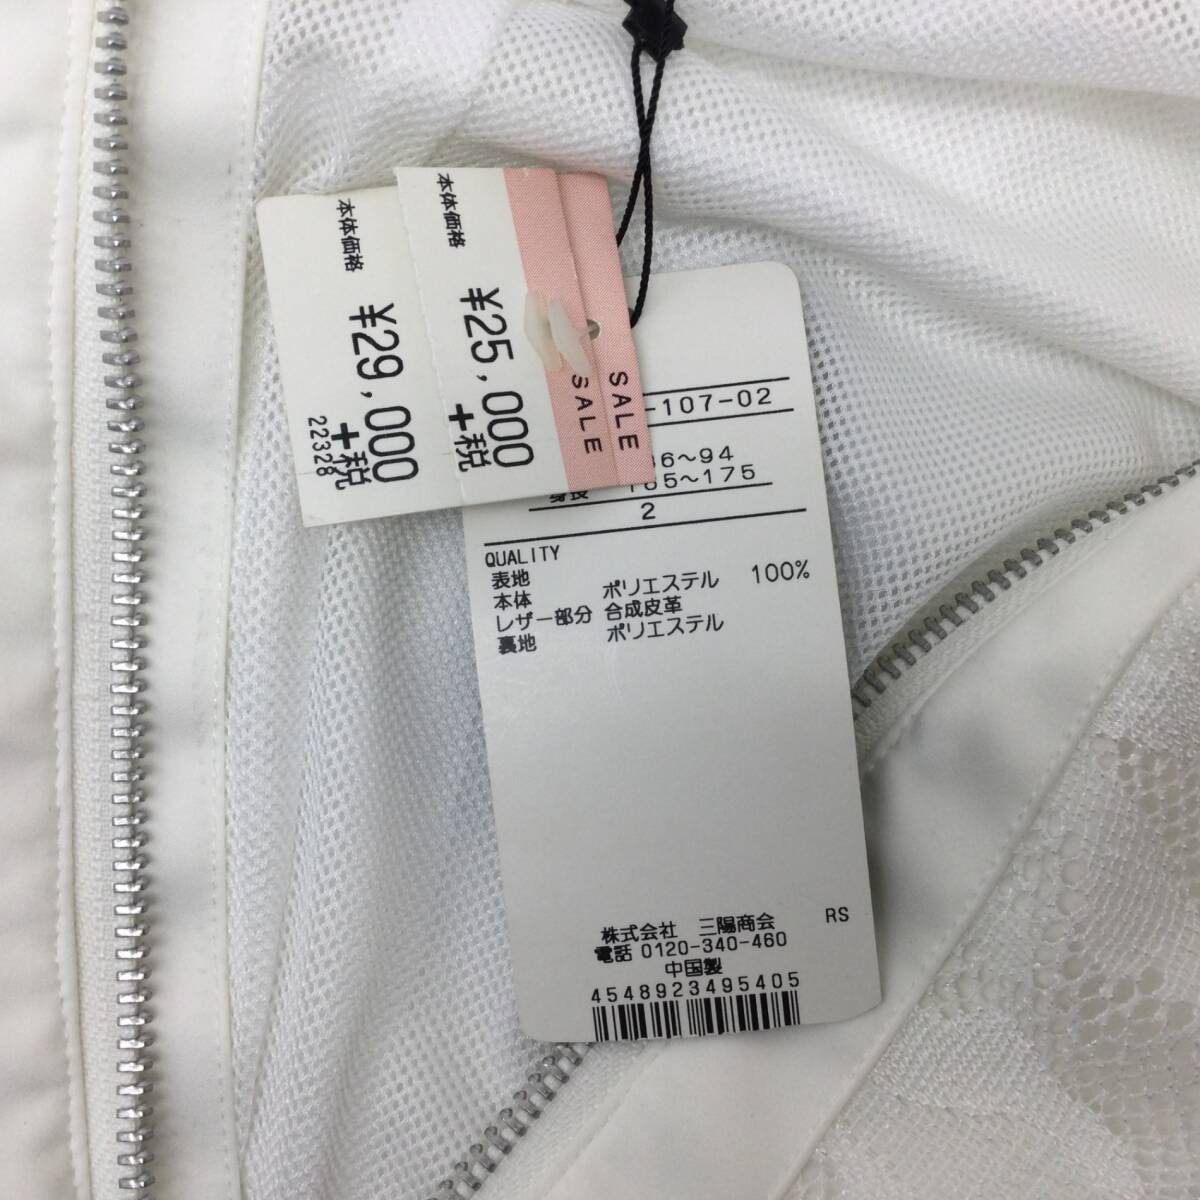 本体価格 ¥29,000
+税
22328
本体価格 ¥25,000
+税
SALE
SALE
-107-02
6~94
身長 165~175
2
QUALITY
表地
本体 ポリエステル 100%
レザー部分 合成皮革
裏地 ポリエステル
株式会社 三陽商会 RS
電話 0120-340-460
中国製
4548923495405